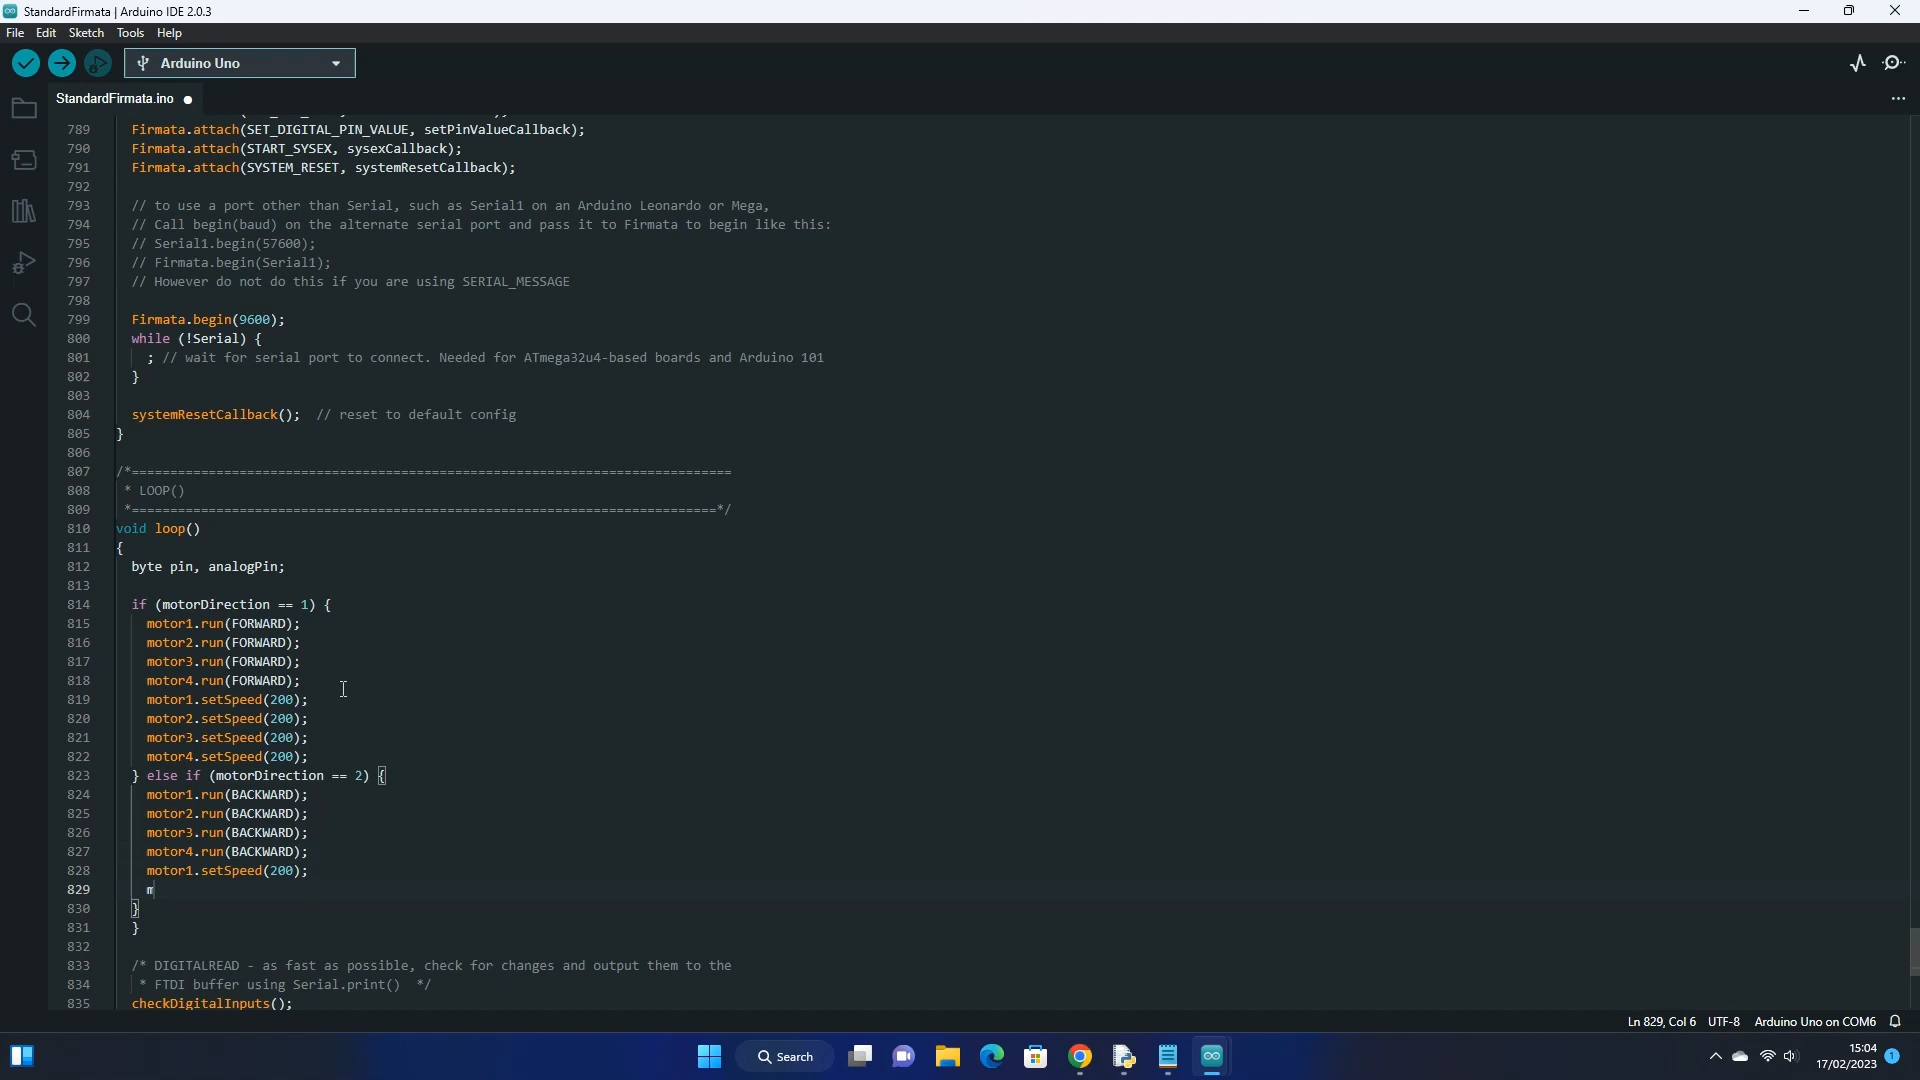 StandardFirmata | Arduino IDE 2.0.3
File Edit Sketch Tools Help
Arduino Uno
StandardFirmata.ino
789 Firmata.attach(SET_DIGITAL_PIN_VALUE, setPinValueCallback);
790 Firmata.attach(START_SYSEX, sysexCallback);
791 Firmata.attach(SYSTEM_RESET, systemResetCallback);
792
793 // to use a port other than Serial, such as Serial1 on an Arduino Leonardo or Mega,
794 // Call begin(baud) on the alternate serial port and pass it to Firmata to begin like this:
795 // Serial1.begin(57600);
796 // Firmata.begin(Serial1);
797 // However do not do this if you are using SERIAL_MESSAGE
798
799 Firmata.begin(9600);
800 while (!Serial) {
801 ; // wait for serial port to connect. Needed for ATmega32u4-based boards and Arduino 101
802 }
803
804 systemResetCallback(); // reset to default config
805 }
806
807 /*==============================================================================
808 * LOOP()
809 *============================================================================*/
810 void loop()
811 {
812 byte pin, analogPin;
813
814 if (motorDirection == 1) {
815 motor1.run(FORWARD);
816 motor2.run(FORWARD);
817 motor3.run(FORWARD);
818 motor4.run(FORWARD);
819 motor1.setSpeed(200);
820 motor2.setSpeed(200);
821 motor3.setSpeed(200);
822 motor4.setSpeed(200);
823 } else if (motorDirection == 2) {
824 motor1.run(BACKWARD);
825 motor2.run(BACKWARD);
826 motor3.run(BACKWARD);
827 motor4.run(BACKWARD);
828 motor1.setSpeed(200);
829 m
830 }
831 }
832
833 /* DIGITALREAD - as fast as possible, check for changes and output them to the
834 * FTDI buffer using Serial.print() */
835 checkDigitalInputs();
Ln 829, Col 6 UTF-8 Arduino Uno on COM6
Search
15:04
17/02/2023 1